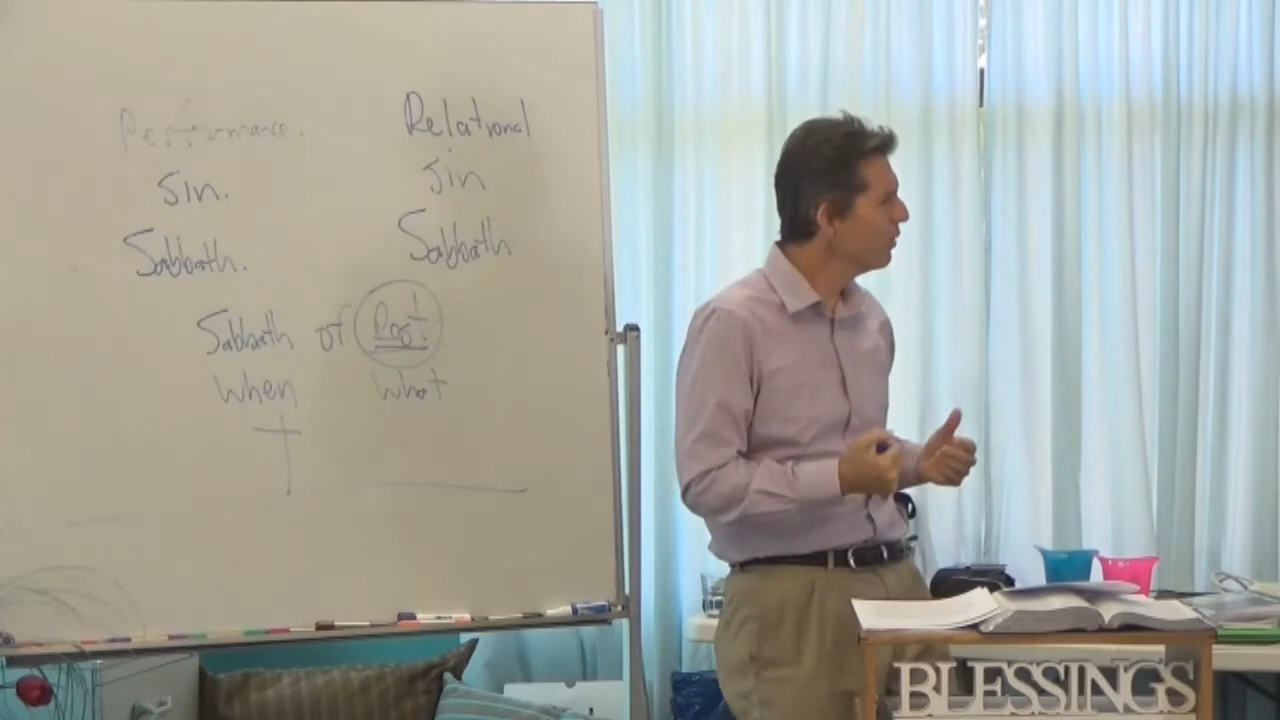 Performance. Relational
Sin. Sin
Sabbath. Sabbath
Sabbath of Rest
when what
BLESSINGS